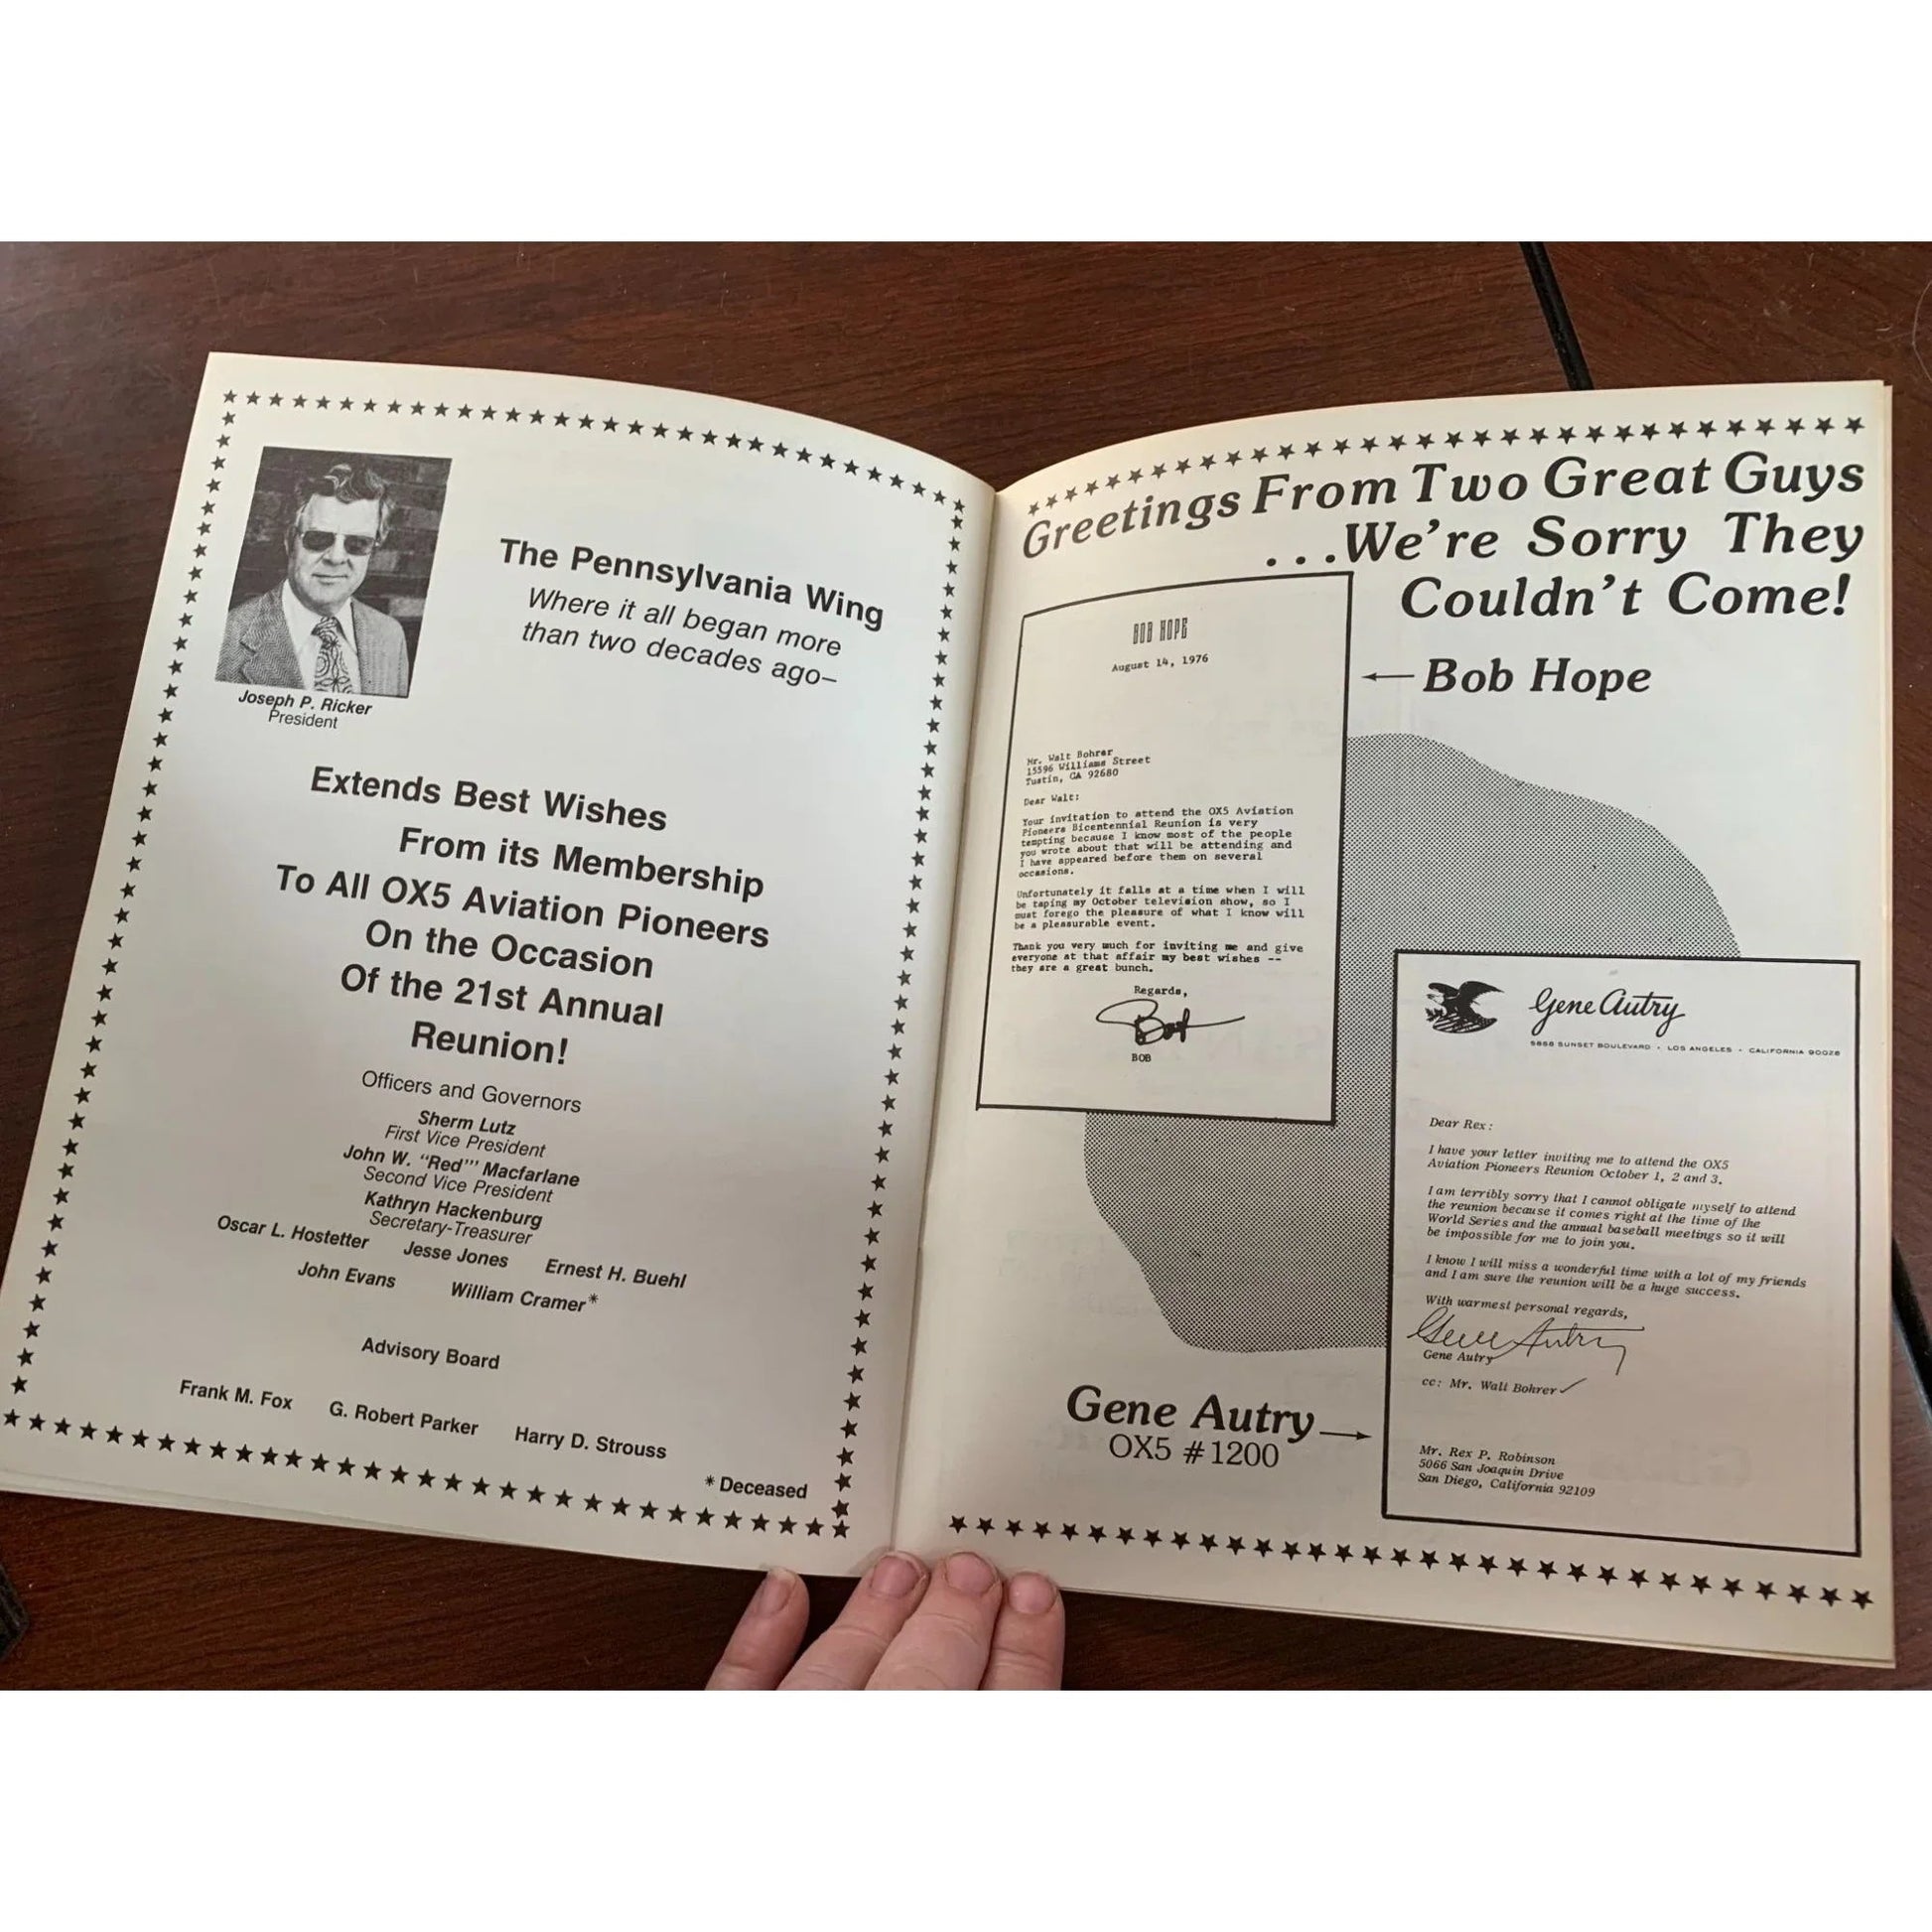 Joseph P. Ricker
President
The Pennsylvania Wing
Where it all began more
than two decades ago–
Extends Best Wishes
From its Membership
To All OX5 Aviation Pioneers
On the Occasion
Of the 21st Annual
Reunion!
Officers and Governors
Sherm Lutz
First Vice President
John W. “Red”’ Macfarlane
Second Vice President
Kathryn Hackenburg
Secretary-Treasurer
Oscar L. Hostetter Jesse Jones Ernest H. Buehl
John Evans William Cramer*
Advisory Board
Frank M. Fox G. Robert Parker Harry D. Strouss
*Deceased
Greetings From Two Great Guys
...We’re Sorry They
Couldn’t Come!
Bob Hope
BOB HOPE
August 14, 1976
Mr. Walt Bohrer
15596 Williams Street
Tustin, CA 92680
Dear Walt:
Your invitation to attend the OX5 Aviation
Pioneers Bicentennial Reunion is very
tempting because I know most of the people
you wrote about that will be attending and
I have appeared before them on several
occasions.
Unfortunately it falls at a time when I will
be taping my October television show, so I
must forego the pleasure of what I know will
be a pleasurable event.
Thank you very much for inviting me and give
everyone at that affair my best wishes --
they are a great bunch.
Regards,
Bob
BOB
Gene Autry
5858 SUNSET BOULEVARD • LOS ANGELES • CALIFORNIA 90028
Dear Rex:
I have your letter inviting me to attend the OX5
Aviation Pioneers Reunion October 1, 2 and 3.
I am terribly sorry that I cannot obligate myself to attend
the reunion because it comes right at the time of the
World Series and the annual baseball meetings so it will
be impossible for me to join you.
I know I will miss a wonderful time with a lot of my friends
and I am sure the reunion will be a huge success.
With warmest personal regards,
Gene Autry
Gene Autry
cc: Mr. Walt Bohrer
Mr. Rex P. Robinson
5066 San Joaquin Drive
San Diego, California 92109
Gene Autry
OX5 #1200